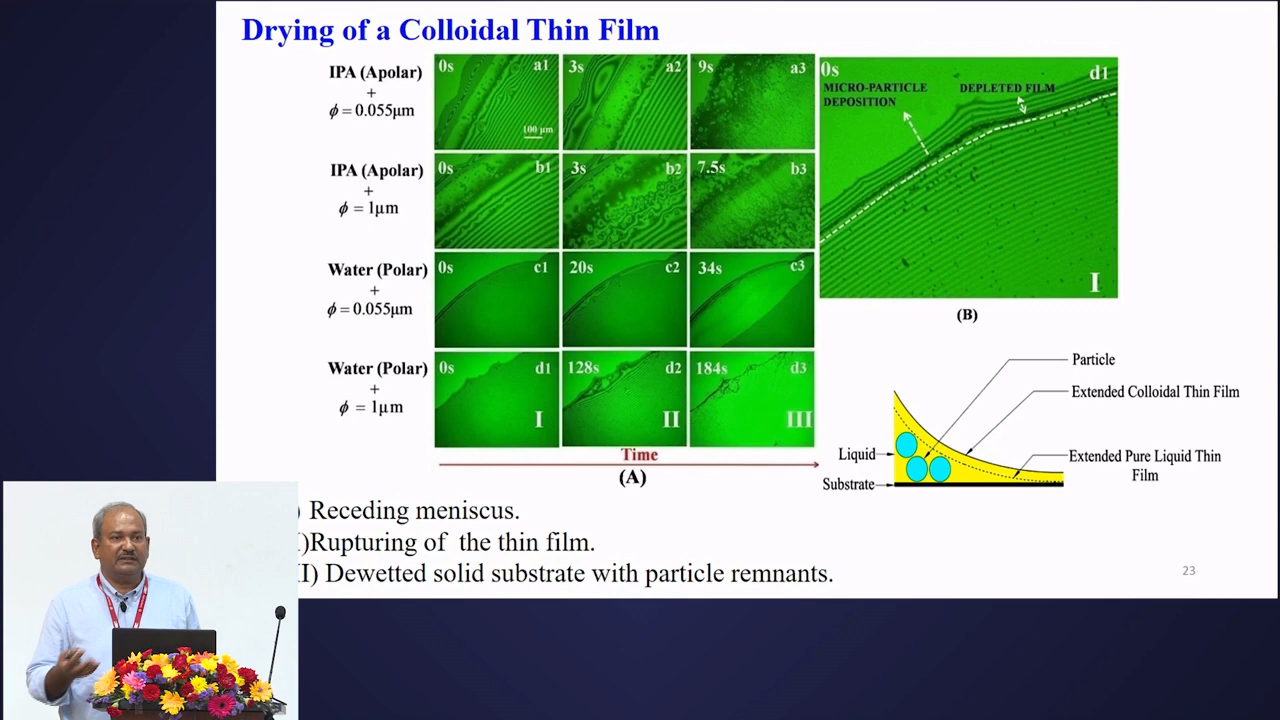 Drying of a Colloidal Thin Film
IPA (Apolar)
+
ϕ = 0.055µm
0s
a1
100 µm
3s
a2
9s
a3
IPA (Apolar)
+
ϕ = 1µm
0s
b1
3s
b2
7.5s
b3
Water (Polar)
+
ϕ = 0.055µm
0s
c1
20s
c2
34s
c3
Water (Polar)
+
ϕ = 1µm
0s
d1
I
128s
d2
II
184s
d3
III
Time
(A)
0s
d1
MICRO-PARTICLE
DEPOSITION
DEPLETED FILM
I
(B)
Particle
Extended Colloidal Thin Film
Liquid
Extended Pure Liquid Thin
Film
Substrate
) Receding meniscus.
)Rupturing of the thin film.
I) Dewetted solid substrate with particle remnants.
23